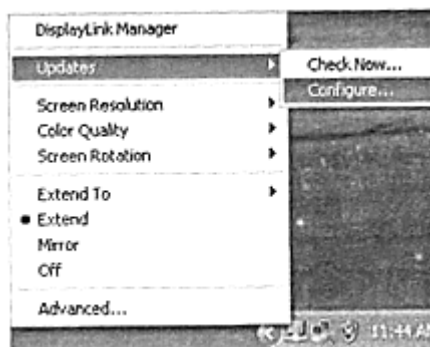 DisplayLink Manager
Updates
Check Now...
Configure...
Screen Resolution
Color Quality
Screen Rotation
Extend To
Extend
Mirror
Off
Advanced...
11:44 AM